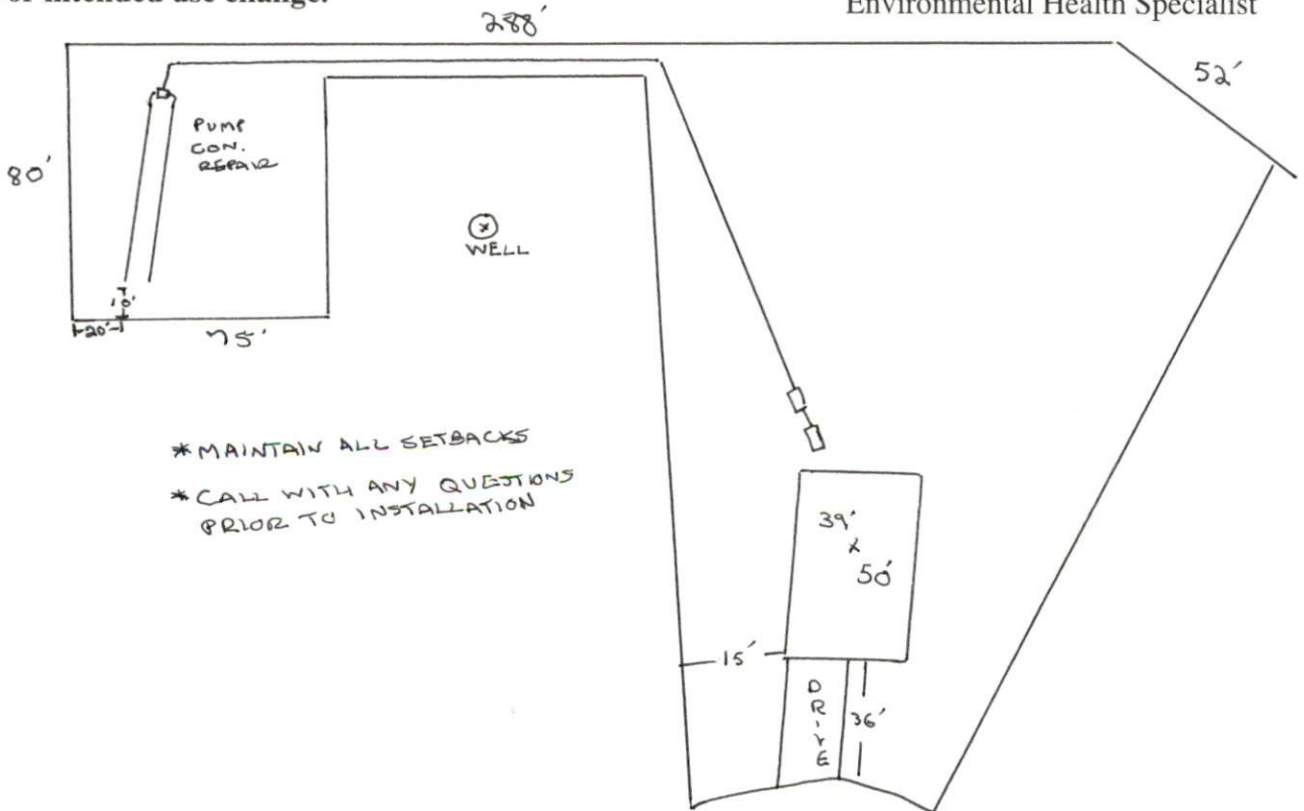 or intended use change.
Environmental Health Specialist
288'
52'
80'
PUMP
CON.
REPAIR
WELL
10'
20'
75'
* MAINTAIN ALL SETBACKS
* CALL WITH ANY QUESTIONS
PRIOR TO INSTALLATION
39'
x
50'
15'
DRIVE
36'